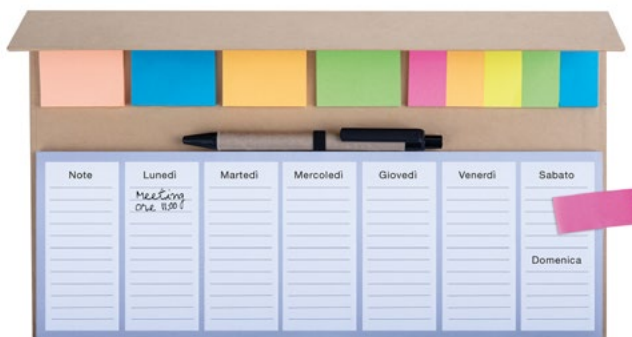 Note
Lunedì
Martedì
Mercoledì
Giovedì
Venerdì
Sabato
Meeting
ore 11,00
Domenica